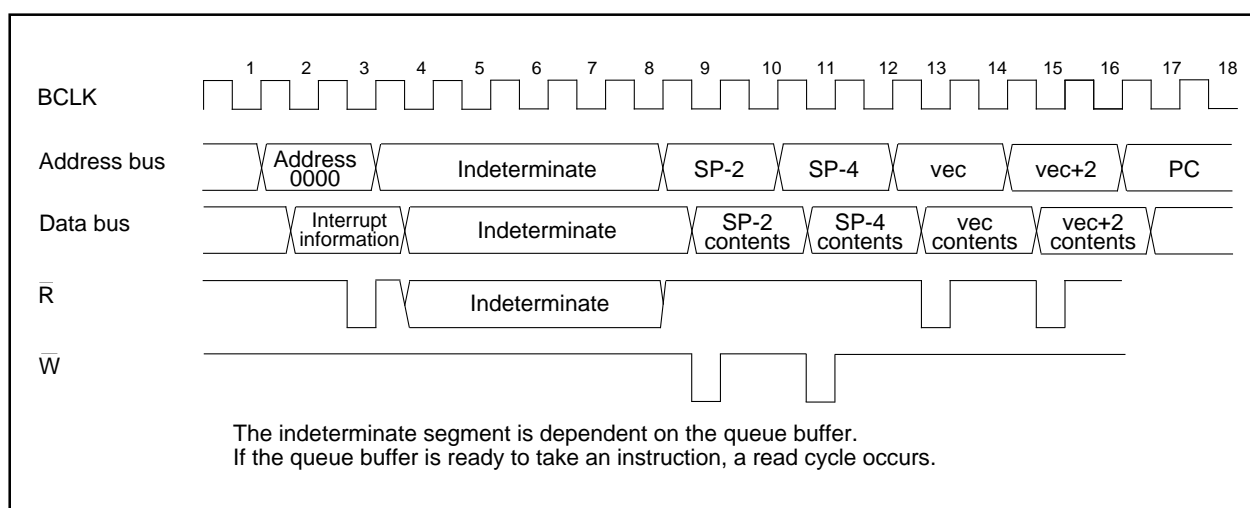 1 2 3 4 5 6 7 8 9 10 11 12 13 14 15 16 17 18
BCLK
Address bus
Address
0000
Indeterminate
SP-2
SP-4
vec
vec+2
PC
Data bus
Interrupt
information
Indeterminate
SP-2
contents
SP-4
contents
vec
contents
vec+2
contents
R̅
Indeterminate
W̅
The indeterminate segment is dependent on the queue buffer.
If the queue buffer is ready to take an instruction, a read cycle occurs.